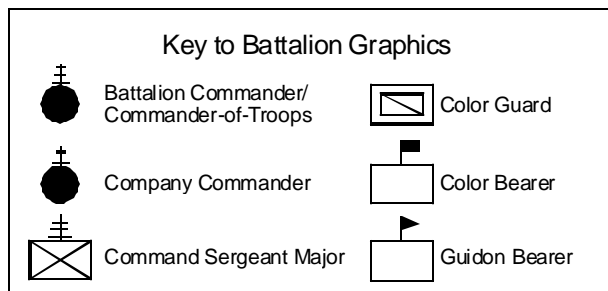 Key to Battalion Graphics
Battalion Commander/
Commander-of-Troops
Company Commander
Command Sergeant Major
Color Guard
Color Bearer
Guidon Bearer